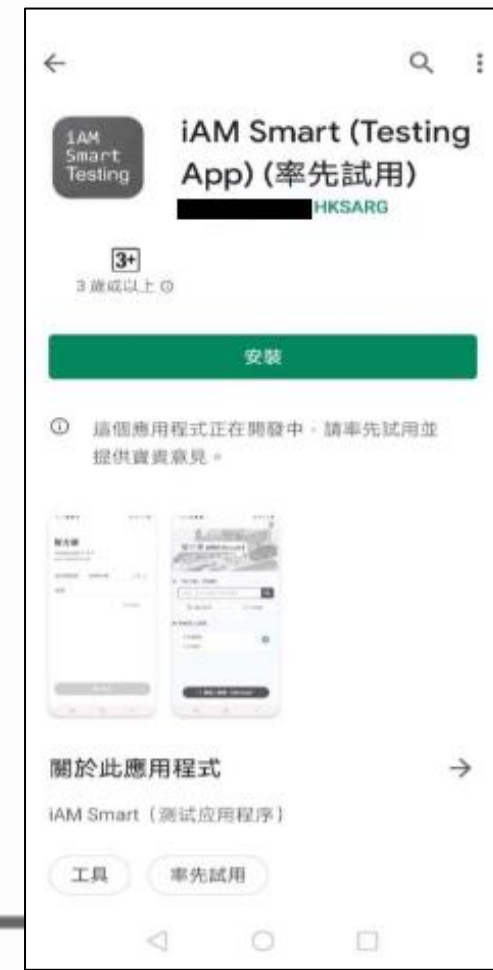 iAM
Smart
Testing
iAM Smart (Testing
App) (率先試用)
HKSARG
3+
3 歲或以上
安裝
這個應用程式正在開發中，請率先試用並
提供寶貴意見。
關於此應用程式
iAM Smart（测试应用程序）
工具
率先試用